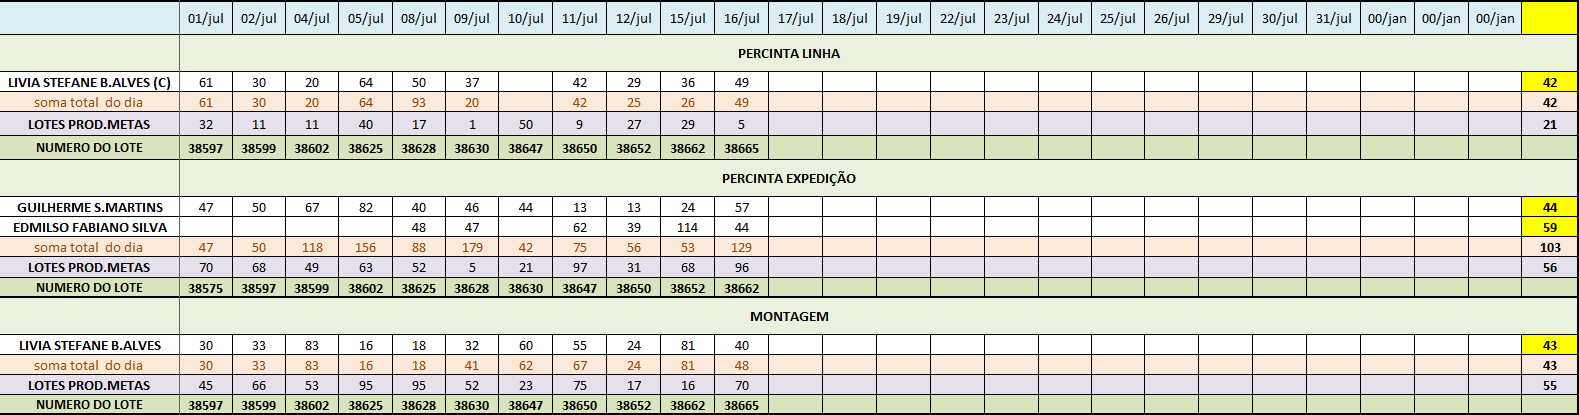 01/jul 02/jul 04/jul 05/jul 08/jul 09/jul 10/jul 11/jul 12/jul 15/jul 16/jul 17/jul 18/jul 19/jul 22/jul 23/jul 24/jul 25/jul 26/jul 29/jul 30/jul 31/jul 00/jan 00/jan 00/jan
PERCINTA LINHA
LIVIA STEFANE B.ALVES (C) 61 30 20 64 50 37 42 29 36 49 42
soma total do dia 61 30 20 64 93 20 42 25 26 49 42
LOTES PROD.METAS 32 11 11 40 17 1 50 9 27 29 5 21
NUMERO DO LOTE 38597 38599 38602 38625 38628 38630 38647 38650 38652 38662 38665
PERCINTA EXPEDIÇÃO
GUILHERME S.MARTINS 47 50 67 82 40 46 44 13 13 24 57 44
EDMILSO FABIANO SILVA 48 47 62 39 114 44 59
soma total do dia 47 50 118 156 88 179 42 75 56 53 129 103
LOTES PROD.METAS 70 68 49 63 52 5 21 97 31 68 96 56
NUMERO DO LOTE 38575 38597 38599 38602 38625 38628 38630 38647 38650 38652 38662
MONTAGEM
LIVIA STEFANE B.ALVES 30 33 83 16 18 32 60 55 24 81 40 43
soma total do dia 30 33 83 16 18 41 62 67 24 81 48 43
LOTES PROD.METAS 45 66 53 95 95 52 23 75 17 16 70 55
NUMERO DO LOTE 38597 38599 38602 38625 38628 38630 38647 38650 38652 38662 38665